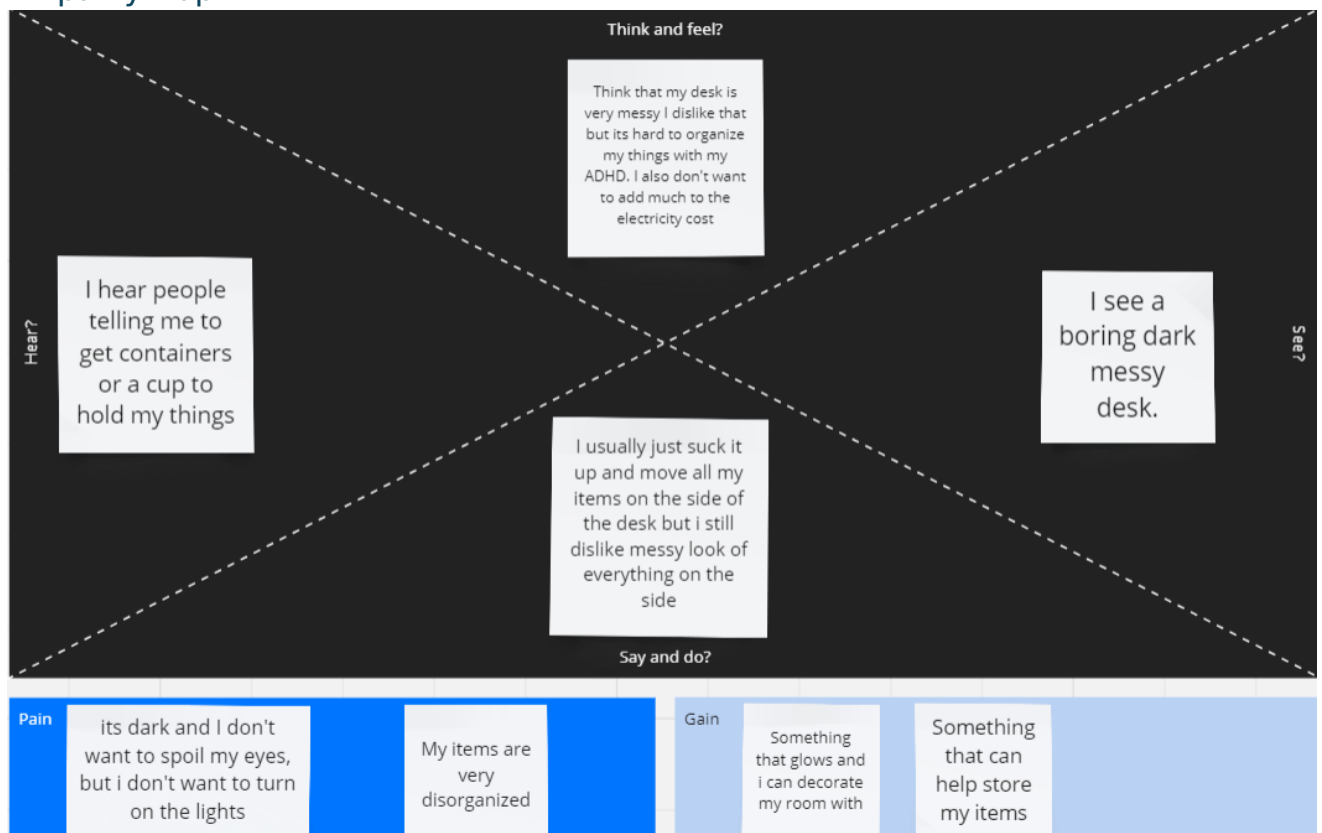 Think and feel?
Think that my desk is
very messy I dislike that
but its hard to organize
my things with my
ADHD. I also don't want
to add much to the
electricity cost
Hear?
I hear people
telling me to
get containers
or a cup to
hold my things
I see a
boring dark
messy
desk.
See?
I usually just suck it
up and move all my
items on the side of
the desk but i still
dislike messy look of
everything on the
side
Say and do?
Pain
its dark and I don't
want to spoil my eyes,
but i don't want to turn
on the lights
My items are
very
disorganized
Gain
Something
that glows and
i can decorate
my room with
Something
that can
help store
my items